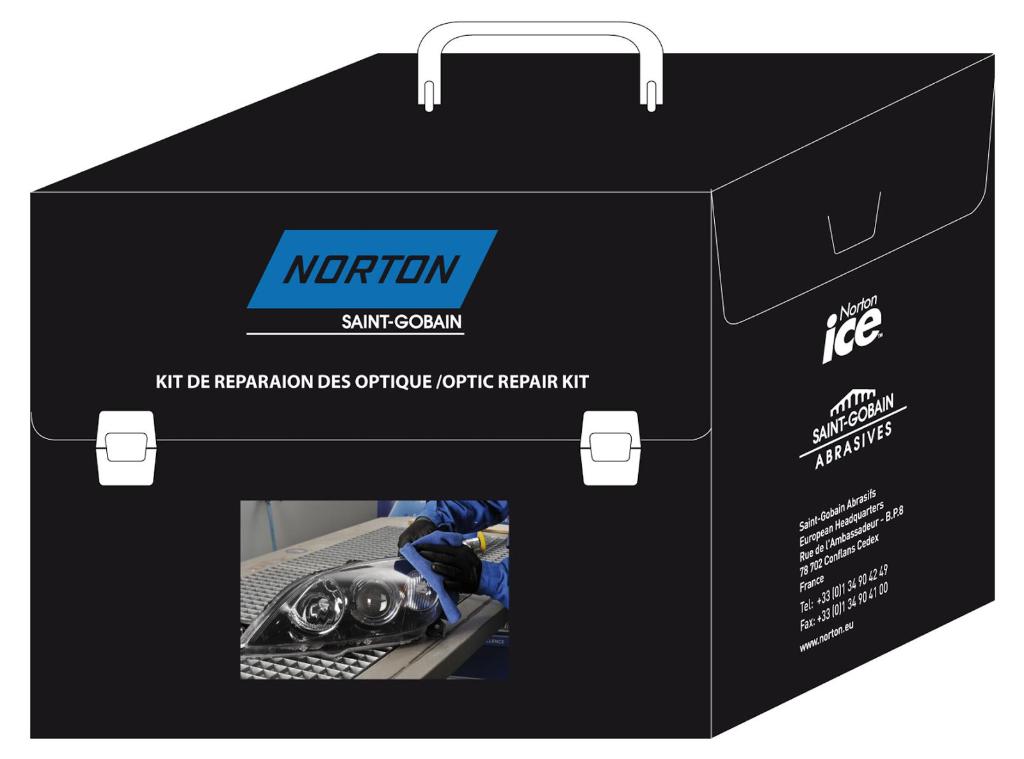 NORTON
SAINT-GOBAIN
KIT DE REPARAION DES OPTIQUE /OPTIC REPAIR KIT
Norton
ice™
SAINT-GOBAIN
ABRASIVES
Saint-Gobain Abrasifs
European Headquarters
Rue de l'Ambassadeur - B.P.8
78 702 Conflans Cedex
France
Tel: +33 (0)1 34 90 42 49
Fax: +33 (0)1 34 90 41 00
www.norton.eu